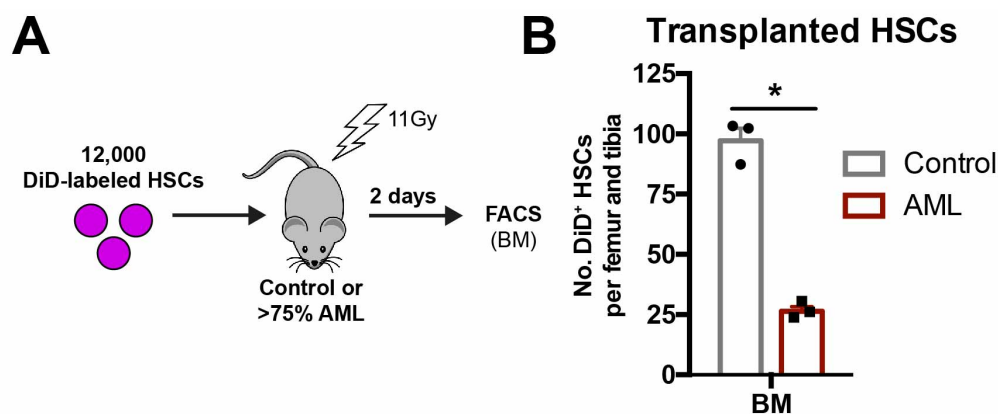 A
12,000
DiD-labeled HSCs
11Gy
2 days
FACS
(BM)
Control or
>75% AML
B
Transplanted HSCs
No. DiD⁺ HSCs
per femur and tibia
125
100
75
50
25
0
*
BM
Control
AML